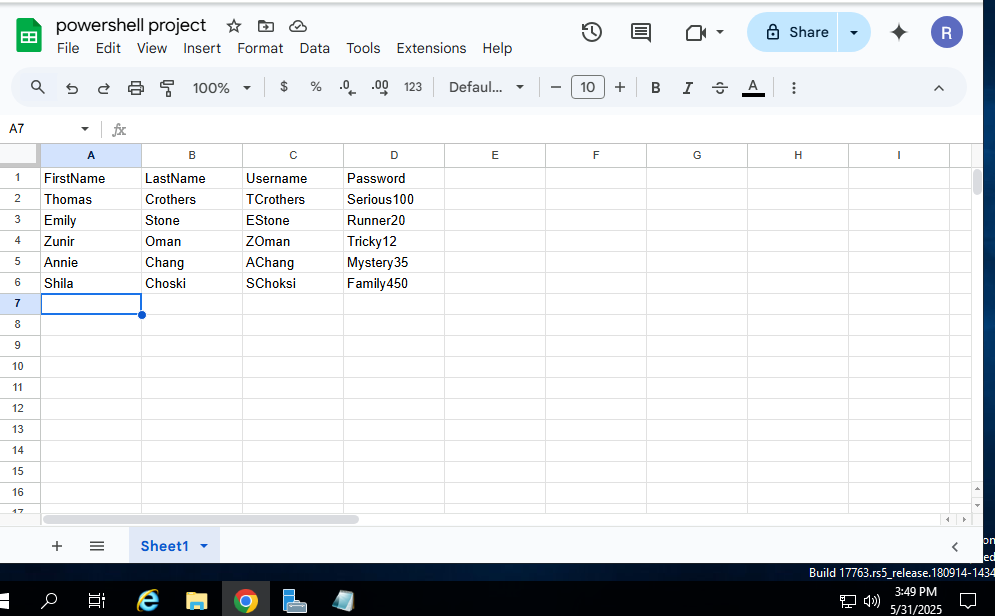 powershell project
File Edit View Insert Format Data Tools Extensions Help
Share
R
100% $ % .0 .00 123 Defaul... 10 B I S A
A7 fx
A B C D E F G H I
1 FirstName LastName Username Password
2 Thomas Crothers TCrothers Serious100
3 Emily Stone EStone Runner20
4 Zunir Oman ZOman Tricky12
5 Annie Chang AChang Mystery35
6 Shila Choski SChoksi Family450
7
8
9
10
11
12
13
14
15
16
17
Sheet1
on
ed
Build 17763.rs5_release.180914-1434
3:49 PM
5/31/2025